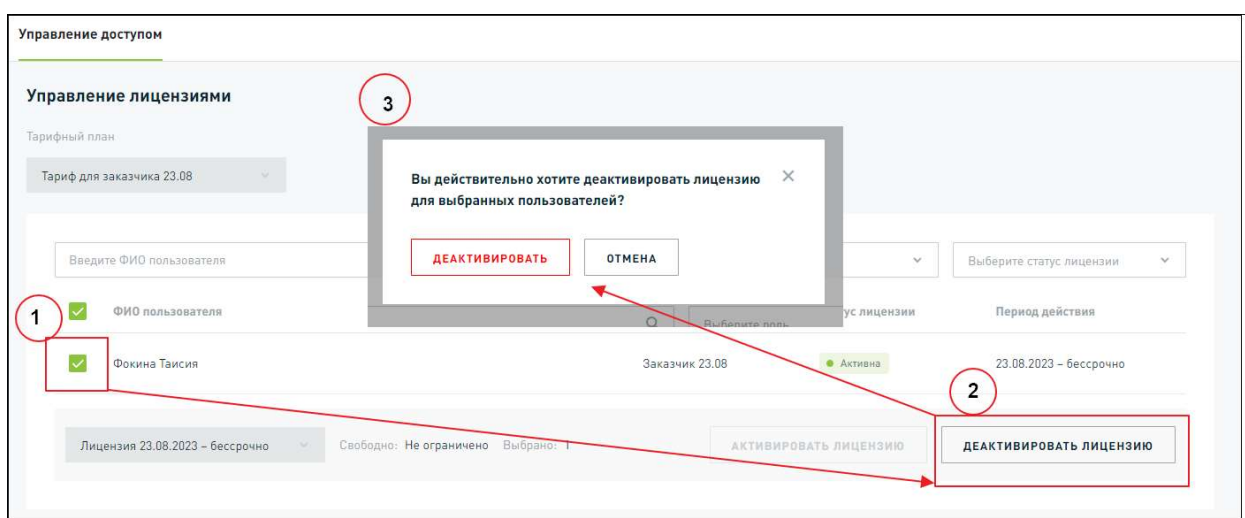 Управление доступом
Управление лицензиями
3
Тарифный план
Тариф для заказчика 23.08
Вы действительно хотите деактивировать лицензию
для выбранных пользователей?
ДЕАКТИВИРОВАТЬ
ОТМЕНА
Введите ФИО пользователя
Выберите статус лицензии
1
ФИО пользователя
Выберите роль
ус лицензии
Период действия
Фокина Таисия
Заказчик 23.08
Активна
23.08.2023 – бессрочно
2
Лицензия 23.08.2023 – бессрочно
Свободно: Не ограничено Выбрано: 1
АКТИВИРОВАТЬ ЛИЦЕНЗИЮ
ДЕАКТИВИРОВАТЬ ЛИЦЕНЗИЮ